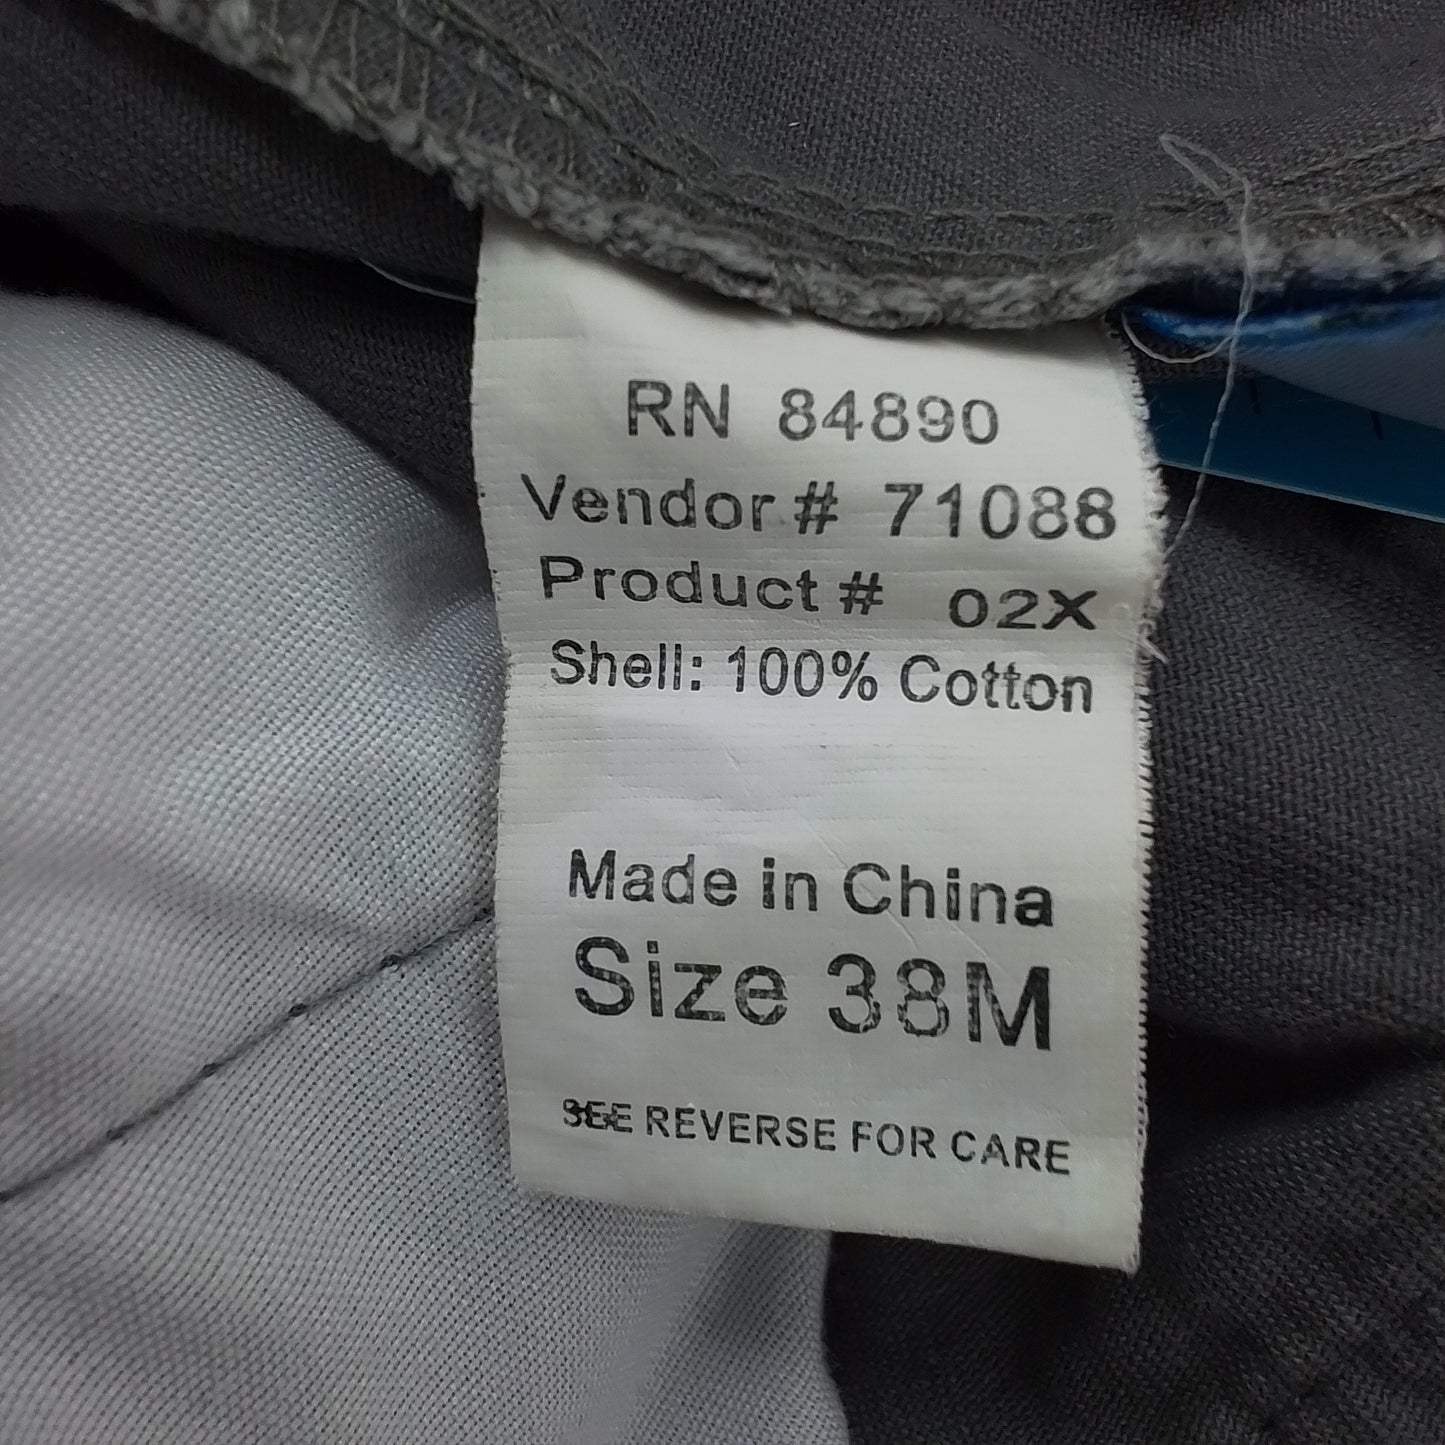 RN 84890
Vendor # 71088
Product # 02X
Shell: 100% Cotton
Made in China
Size 38M
SEE REVERSE FOR CARE